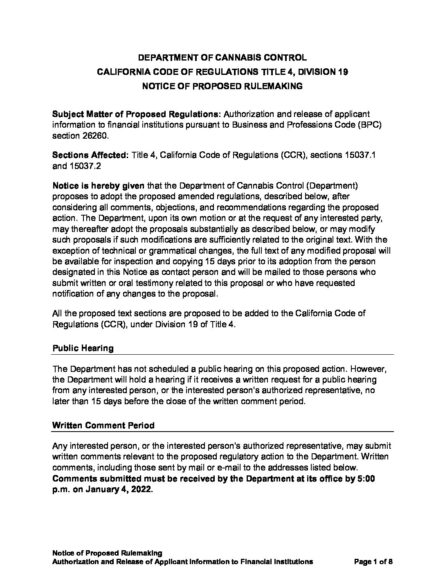 DEPARTMENT OF CANNABIS CONTROL
CALIFORNIA CODE OF REGULATIONS TITLE 4, DIVISION 19
NOTICE OF PROPOSED RULEMAKING
Subject Matter of Proposed Regulations: Authorization and release of applicant
information to financial institutions pursuant to Business and Professions Code (BPC)
section 26260.
Sections Affected: Title 4, California Code of Regulations (CCR), sections 15037.1
and 15037.2
Notice is hereby given that the Department of Cannabis Control (Department)
proposes to adopt the proposed amended regulations, described below, after
considering all comments, objections, and recommendations regarding the proposed
action. The Department, upon its own motion or at the request of any interested party,
may thereafter adopt the proposals substantially as described below, or may modify
such proposals if such modifications are sufficiently related to the original text. With the
exception of technical or grammatical changes, the full text of any modified proposal will
be available for inspection and copying 15 days prior to its adoption from the person
designated in this Notice as contact person and will be mailed to those persons who
submit written or oral testimony related to this proposal or who have requested
notification of any changes to the proposal.
All the proposed text sections are proposed to be added to the California Code of
Regulations (CCR), under Division 19 of Title 4.
Public Hearing
The Department has not scheduled a public hearing on this proposed action. However,
the Department will hold a hearing if it receives a written request for a public hearing
from any interested person, or the interested person's authorized representative, no
later than 15 days before the close of the written comment period.
Written Comment Period
Any interested person, or the interested person's authorized representative, may submit
written comments relevant to the proposed regulatory action to the Department. Written
comments, including those sent by mail or e-mail to the addresses listed below.
Comments submitted must be received by the Department at its office by 5:00
p.m. on January 4, 2022.
Notice of Proposed Rulemaking
Authorization and Release of Applicant Information to Financial Institutions Page 1 of 8